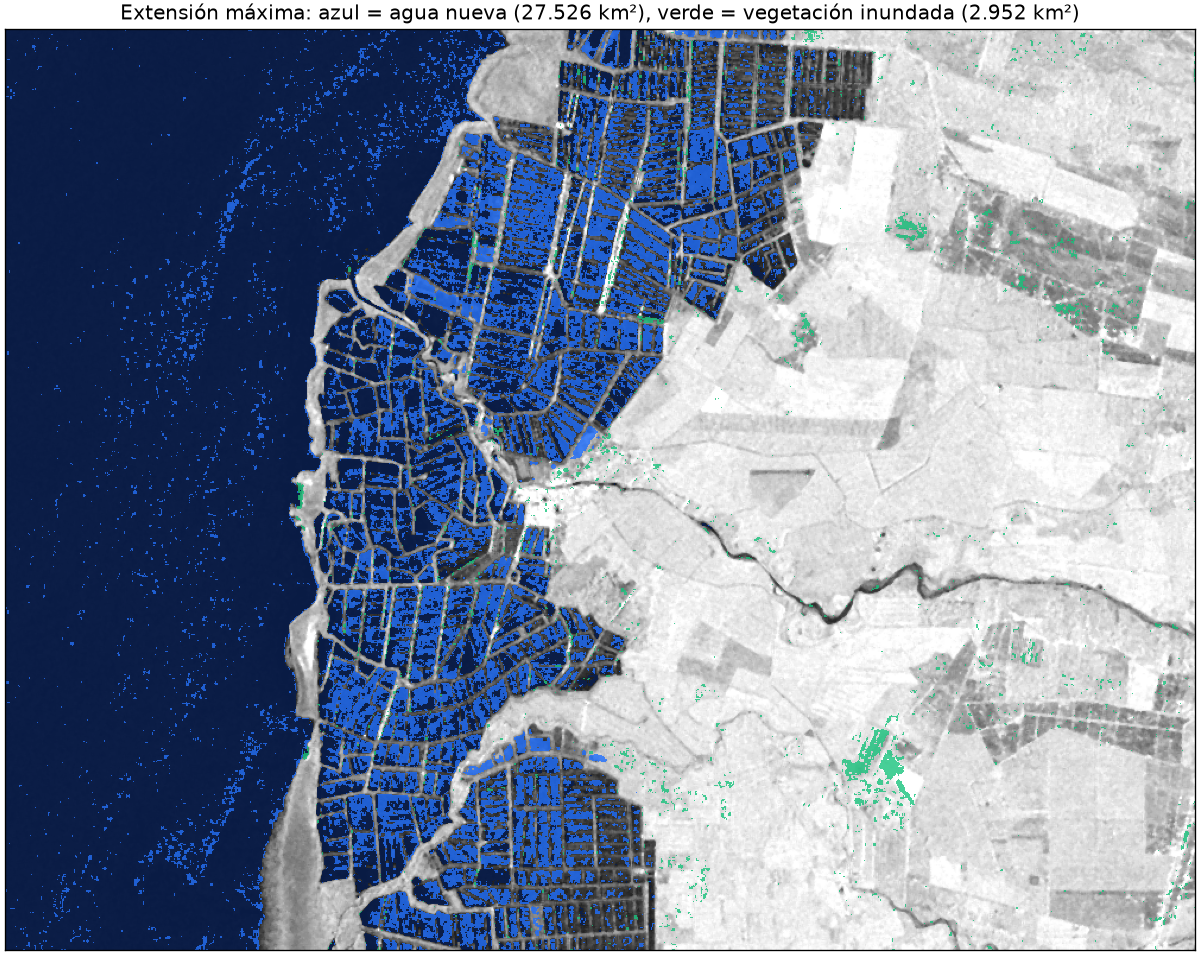 Extensión máxima: azul = agua nueva (27.526 km²), verde = vegetación inundada (2.952 km²)